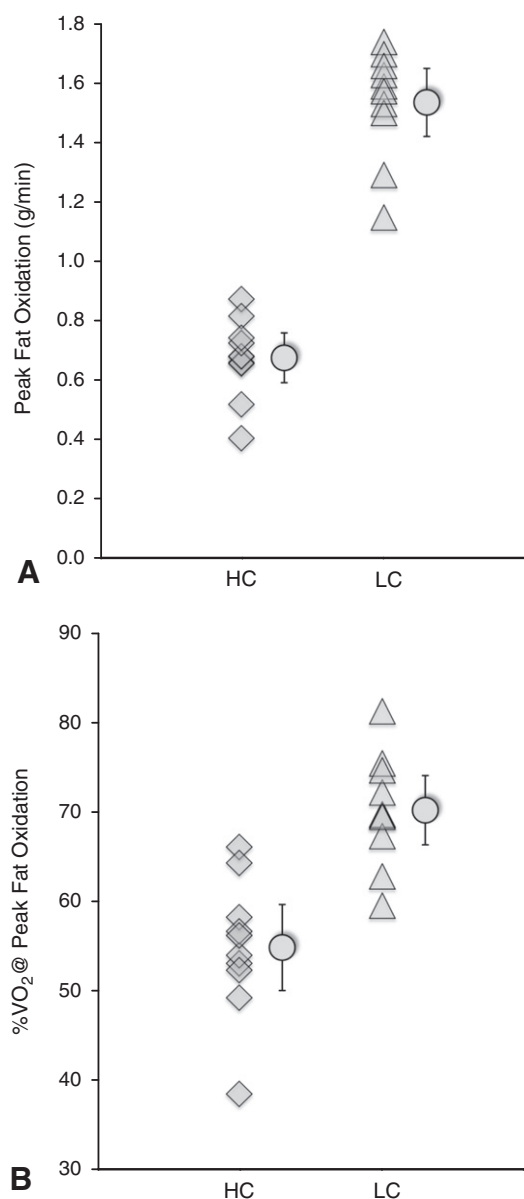 1.8
1.6
1.4
1.2
1.0
0.8
0.6
0.4
0.2
0.0
Peak Fat Oxidation (g/min)
HC LC
A
90
80
70
60
50
40
30
%VO₂@ Peak Fat Oxidation
HC LC
B